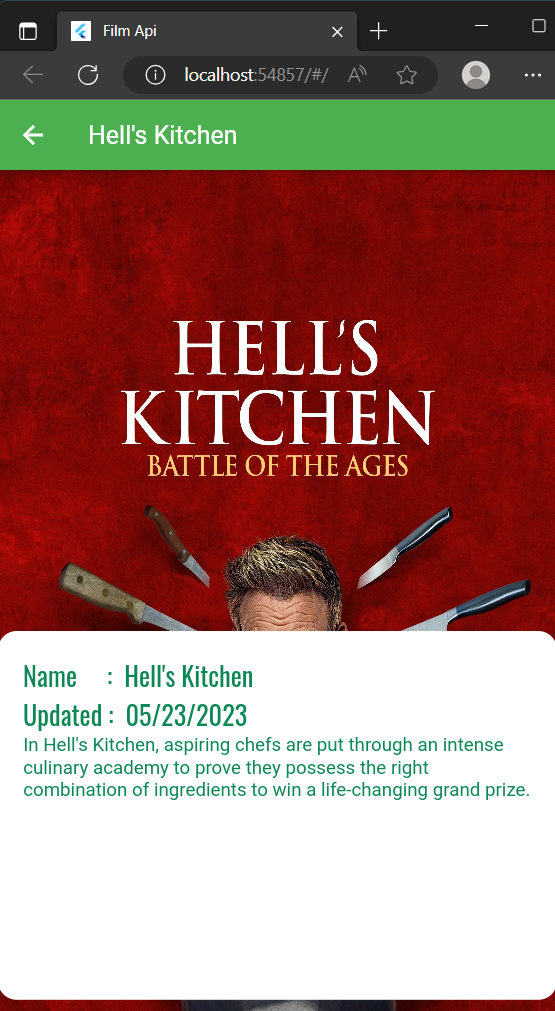 Film Api
localhost:54857/#/
Hell's Kitchen
HELL'S
KITCHEN
BATTLE OF THE AGES
Name : Hell's Kitchen
Updated : 05/23/2023
In Hell's Kitchen, aspiring chefs are put through an intense
culinary academy to prove they possess the right
combination of ingredients to win a life-changing grand prize.